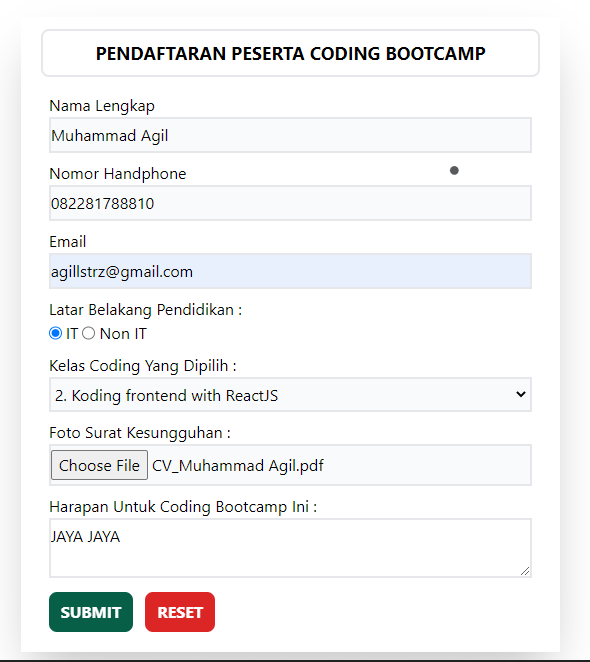 PENDAFTARAN PESERTA CODING BOOTCAMP
Nama Lengkap
Muhammad Agil
Nomor Handphone
082281788810
Email
agillstrz@gmail.com
Latar Belakang Pendidikan :
IT Non IT
Kelas Coding Yang Dipilih :
2. Koding frontend with ReactJS
Foto Surat Kesungguhan :
Choose File CV_Muhammad Agil.pdf
Harapan Untuk Coding Bootcamp Ini :
JAYA JAYA
SUBMIT RESET